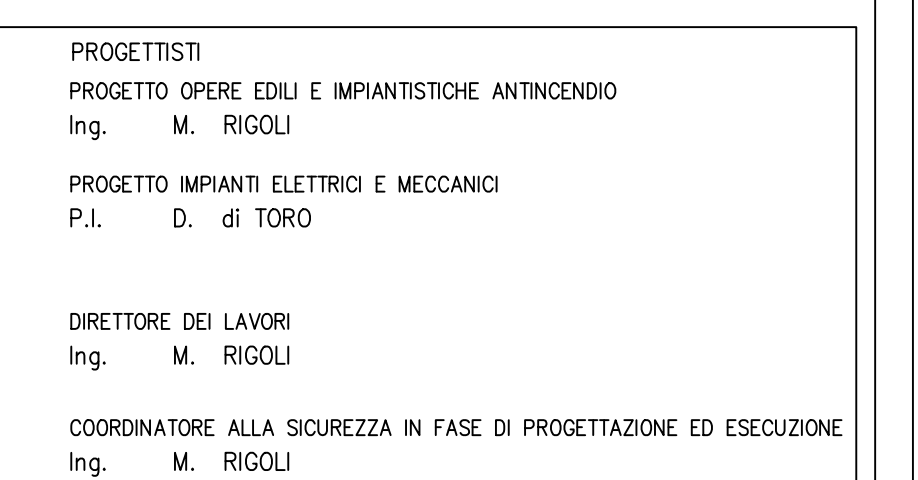 PROGETTISTI
PROGETTO OPERE EDILI E IMPIANTISTICHE ANTINCENDIO
Ing. M. RIGOLI
PROGETTO IMPIANTI ELETTRICI E MECCANICI
P.I. D. di TORO
DIRETTORE DEI LAVORI
Ing. M. RIGOLI
COORDINATORE ALLA SICUREZZA IN FASE DI PROGETTAZIONE ED ESECUZIONE
Ing. M. RIGOLI